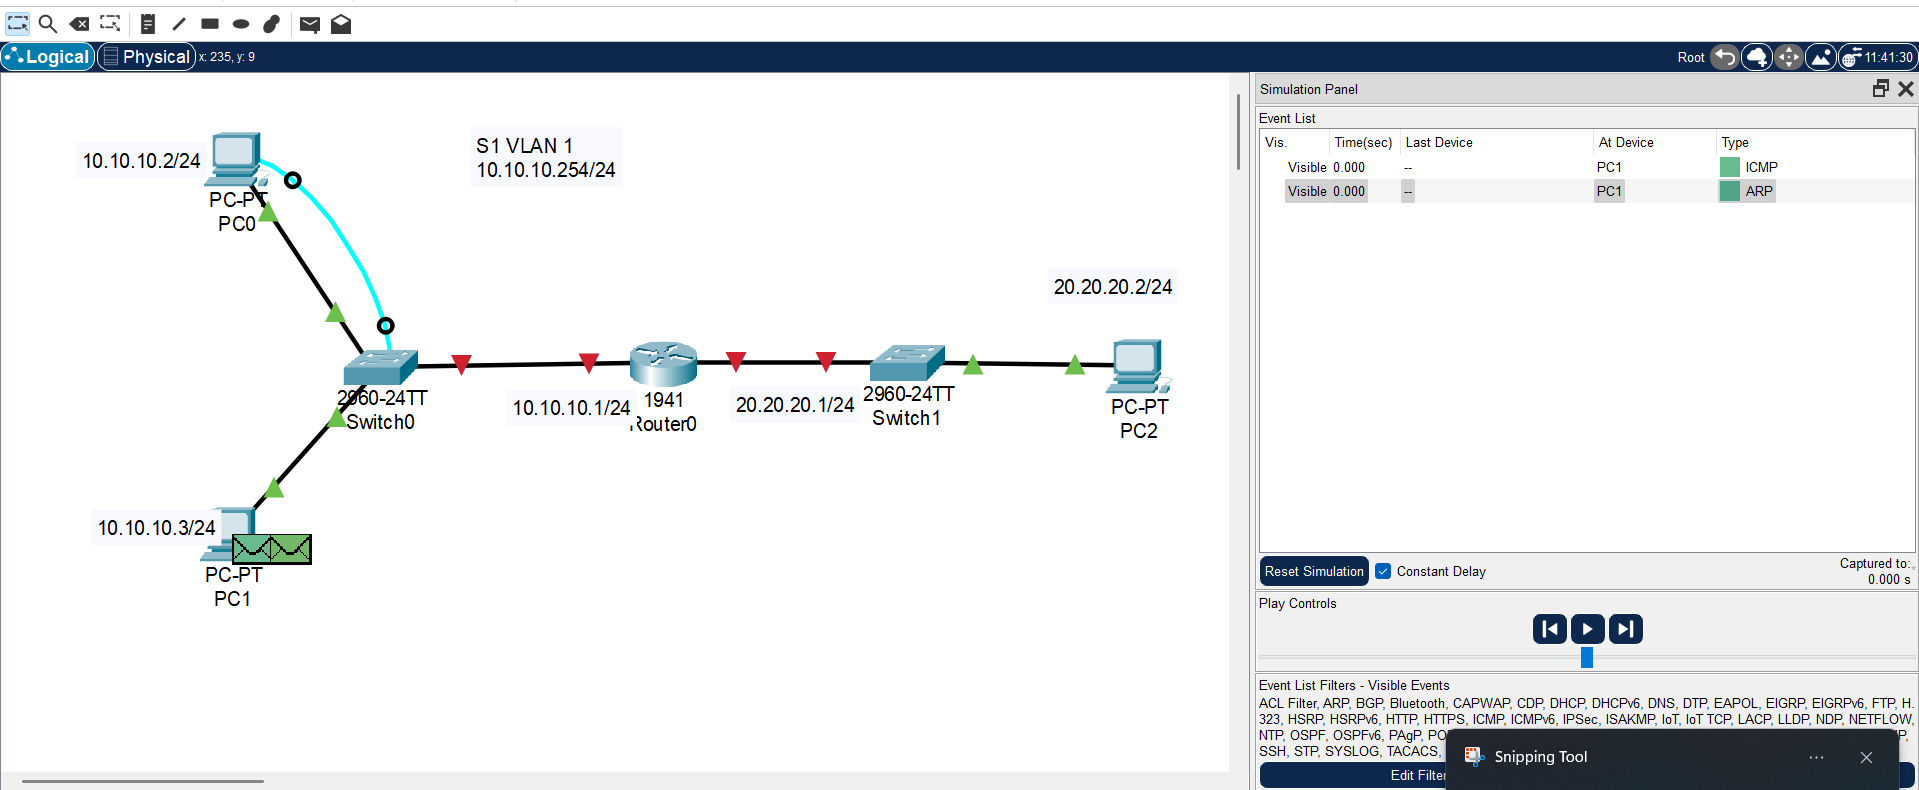 Logical
Physical
x: 235, y: 9
Root
11:41:30
10.10.10.2/24
PC-PT
PC0
S1 VLAN 1
10.10.10.254/24
20.20.20.2/24
2960-24TT
Switch0
10.10.10.1/24
1941
Router0
20.20.20.1/24
2960-24TT
Switch1
PC-PT
PC2
10.10.10.3/24
PC-PT
PC1
Simulation Panel
Event List
Vis. Time(sec) Last Device At Device Type
Visible 0.000 -- PC1 ICMP
Visible 0.000 -- PC1 ARP
Reset Simulation
Constant Delay
Captured to:
0.000 s
Play Controls
Event List Filters - Visible Events
ACL Filter, ARP, BGP, Bluetooth, CAPWAP, CDP, DHCP, DHCPv6, DNS, DTP, EAPOL, EIGRP, EIGRPv6, FTP, H.
323, HSRP, HSRPv6, HTTP, HTTPS, ICMP, ICMPv6, IPSec, ISAKMP, IoT, IoT TCP, LACP, LLDP, NDP, NETFLOW,
NTP, OSPF, OSPFv6, PAgP,
SSH, STP, SYSLOG, TACACS,
Edit Filter
Snipping Tool